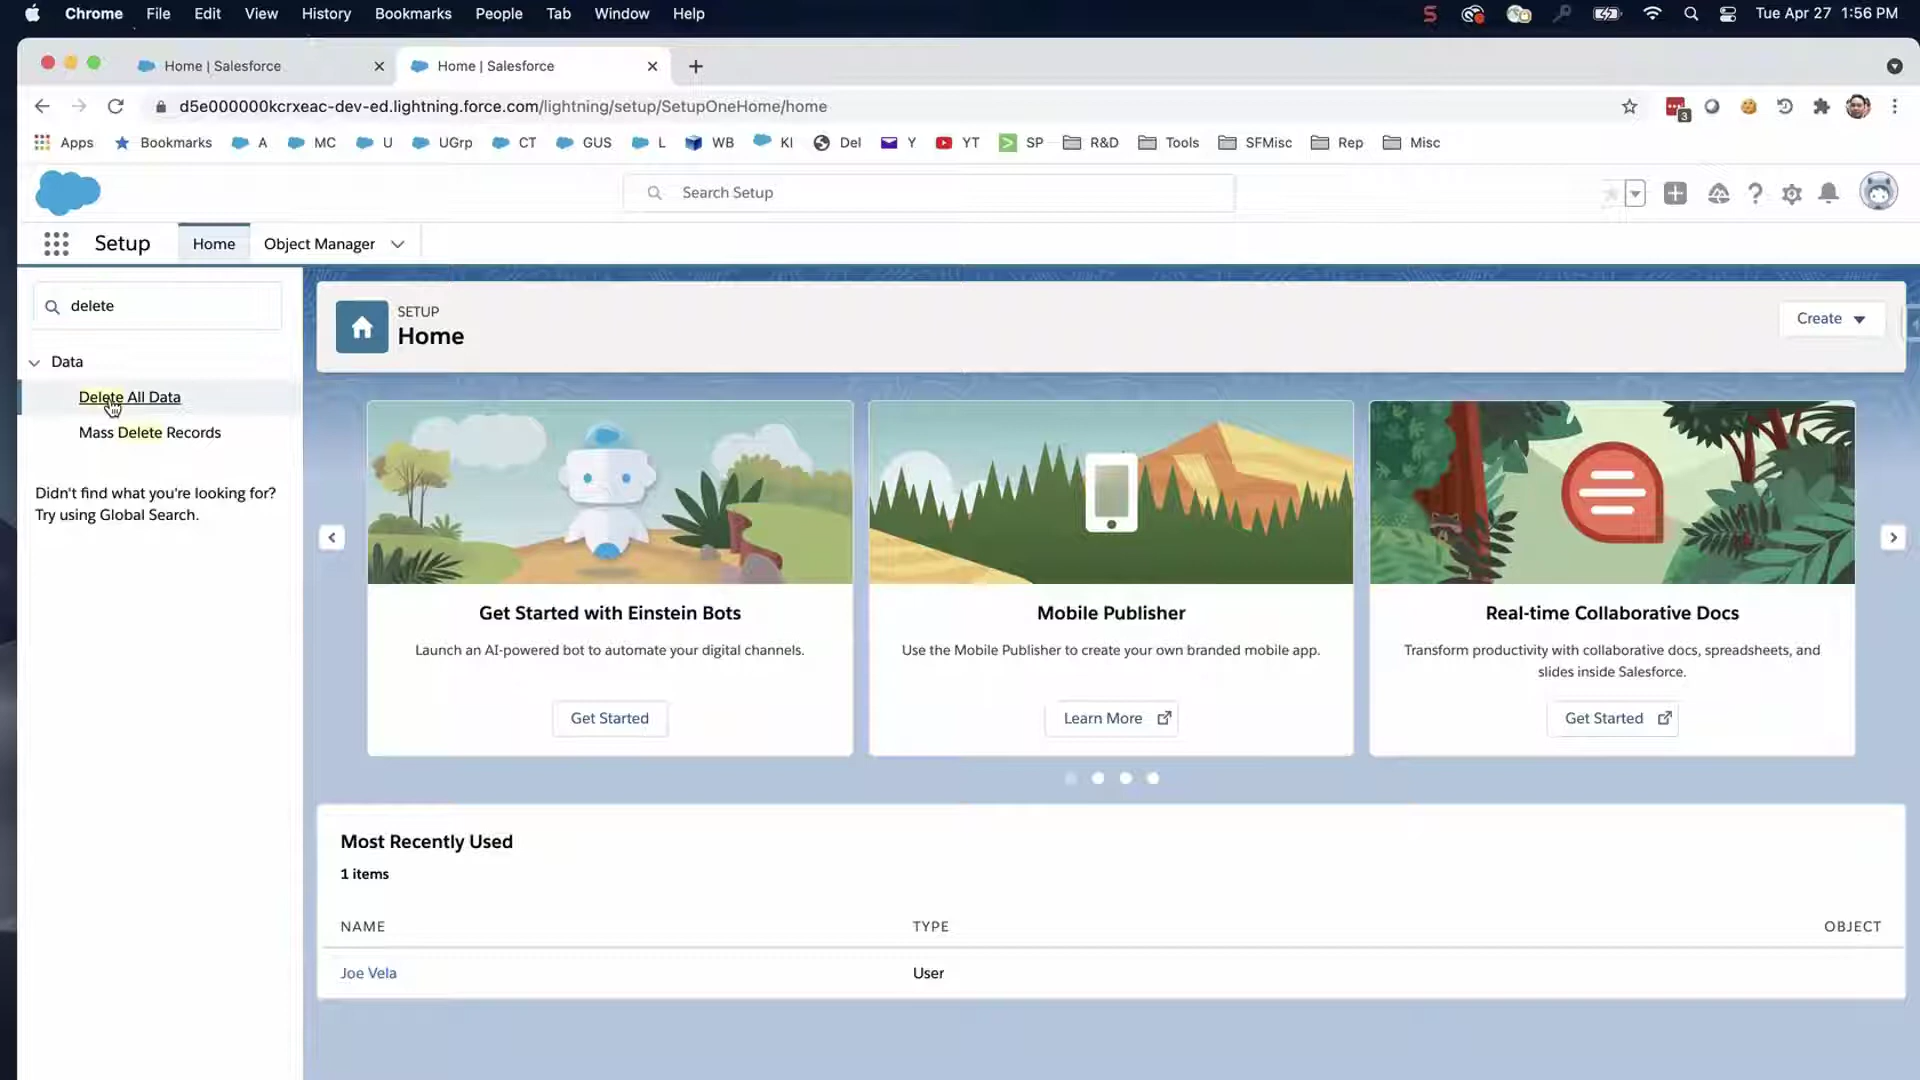 Chrome File Edit View History Bookmarks People Tab Window Help Tue Apr 27 1:56 PM
Home | Salesforce Home | Salesforce
d5e000000kcrxeac-dev-ed.lightning.force.com/lightning/setup/SetupOneHome/home 3
Apps Bookmarks A MC U UGrp CT GUS L WB KI Del Y YT SP R&D Tools SFMisc Rep Misc
Search Setup
Setup Home Object Manager
delete
Data
Delete All Data
Mass Delete Records
Didn't find what you're looking for?
Try using Global Search.
SETUP
Home
Create
Get Started with Einstein Bots
Launch an AI-powered bot to automate your digital channels.
Get Started
Mobile Publisher
Use the Mobile Publisher to create your own branded mobile app.
Learn More
Real-time Collaborative Docs
Transform productivity with collaborative docs, spreadsheets, and
slides inside Salesforce.
Get Started
Most Recently Used
1 items
NAME TYPE OBJECT
Joe Vela User